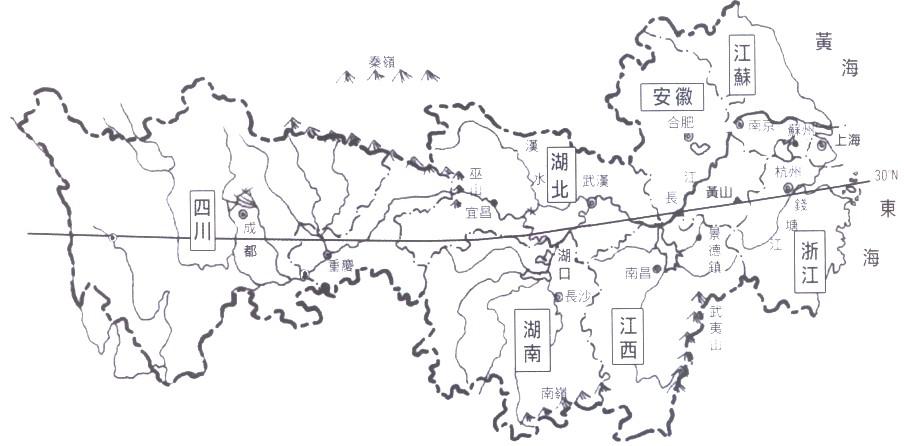 黃海
江蘇
秦嶺
安徽
合肥
南京
蘇州
上海
漢水
湖北
巫山
宜昌
武漢
長江
黃山
杭州
30°N
四川
成都
重慶
東海
錢塘江
浙江
景德鎮
湖口
南昌
長沙
湖南
江西
武夷山
南嶺